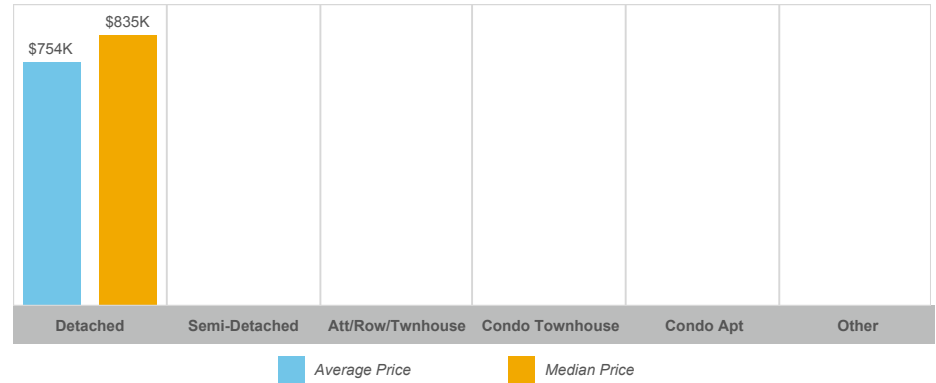 $835K
$754K
Detached Semi-Detached Att/Row/Twnhouse Condo Townhouse Condo Apt Other
Average Price Median Price